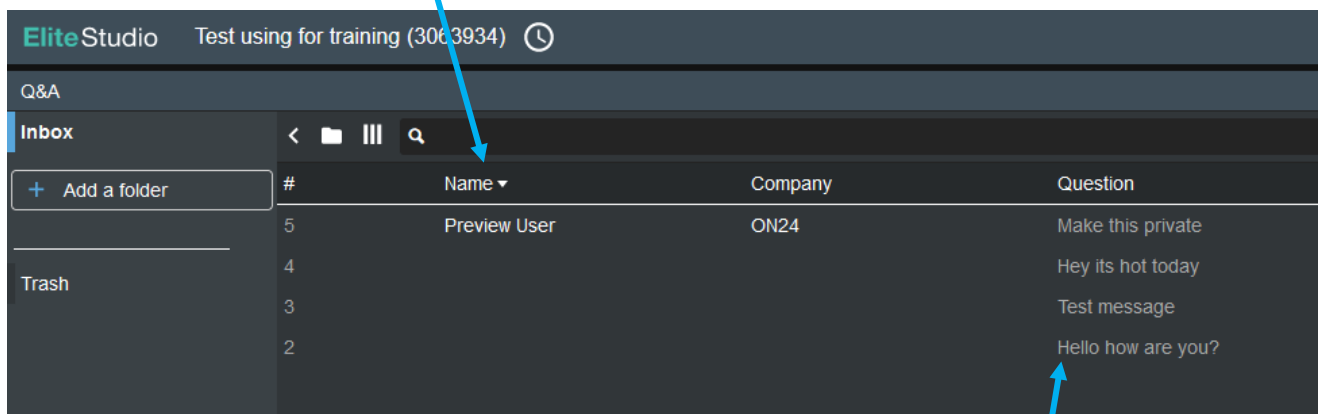 EliteStudio Test using for training (3063934)
Q&A
Inbox
+ Add a folder
Trash
# Name Company Question
5 Preview User ON24 Make this private
4 Hey its hot today
3 Test message
2 Hello how are you?